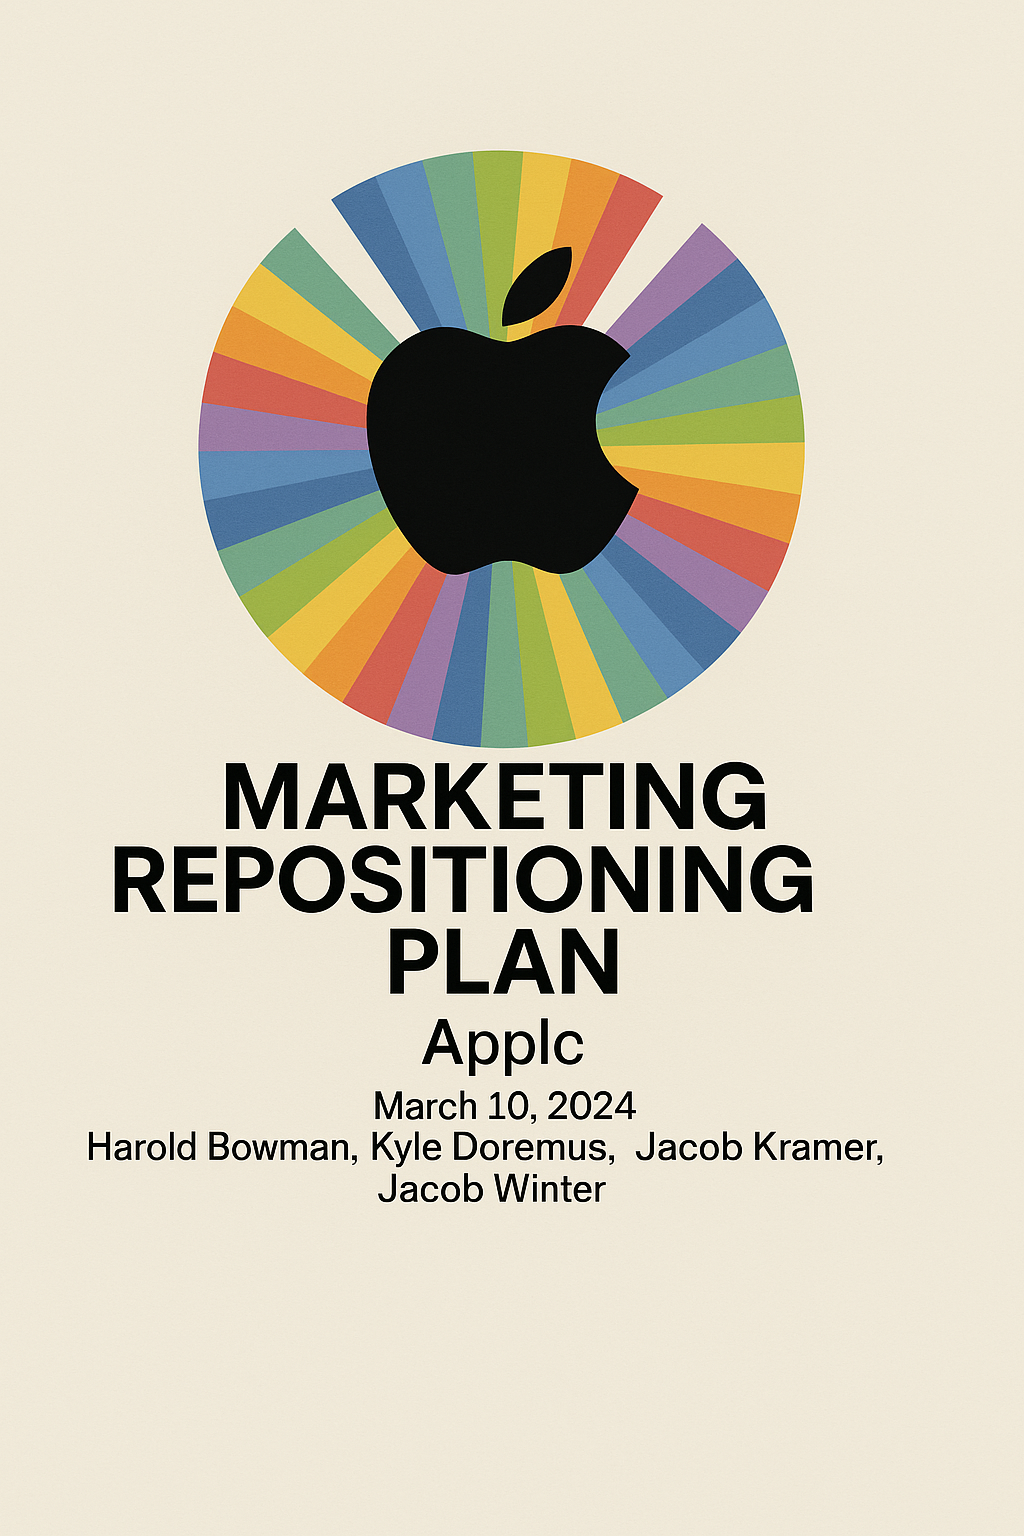 MARKETING
REPOSITIONING
PLAN
Applc
March 10, 2024
Harold Bowman, Kyle Doremus, Jacob Kramer,
Jacob Winter